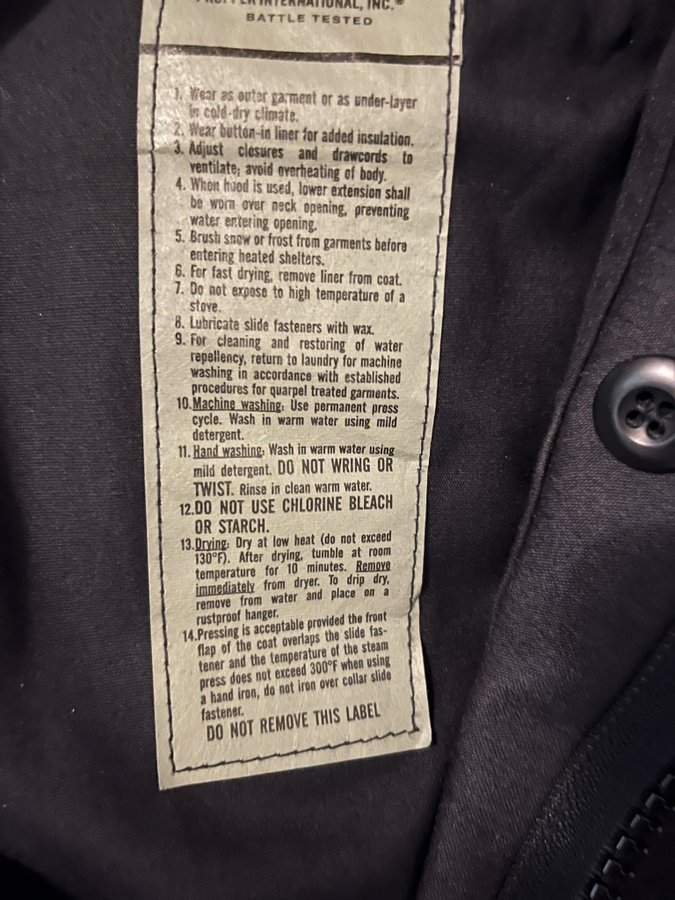 PROPPER INTERNATIONAL, INC.®
BATTLE TESTED
1. Wear as outer garment or as under-layer
in cold-dry climate.
2. Wear button-in liner for added insulation.
3. Adjust closures and drawcords to
ventilate; avoid overheating of body.
4. When hood is used, lower extension shall
be worn over neck opening, preventing
water entering opening.
5. Brush snow or frost from garments before
entering heated shelters.
6. For fast drying, remove liner from coat.
7. Do not expose to high temperature of a
stove.
8. Lubricate slide fasteners with wax.
9. For cleaning and restoring of water
repellency, return to laundry for machine
washing in accordance with established
procedures for quarpel treated garments.
10.Machine washing: Use permanent press
cycle. Wash in warm water using mild
detergent.
11. Hand washing: Wash in warm water using
mild detergent. DO NOT WRING OR
TWIST. Rinse in clean warm water.
12.DO NOT USE CHLORINE BLEACH
OR STARCH.
13.Drying: Dry at low heat (do not exceed
130°F). After drying, tumble at room
temperature for 10 minutes. Remove
immediately from dryer. To drip dry,
remove from water and place on a
rustproof hanger.
14.Pressing is acceptable provided the front
flap of the coat overlaps the slide fas-
tener and the temperature of the steam
press does not exceed 300°F when using
a hand iron, do not iron over collar slide
fastener.
DO NOT REMOVE THIS LABEL